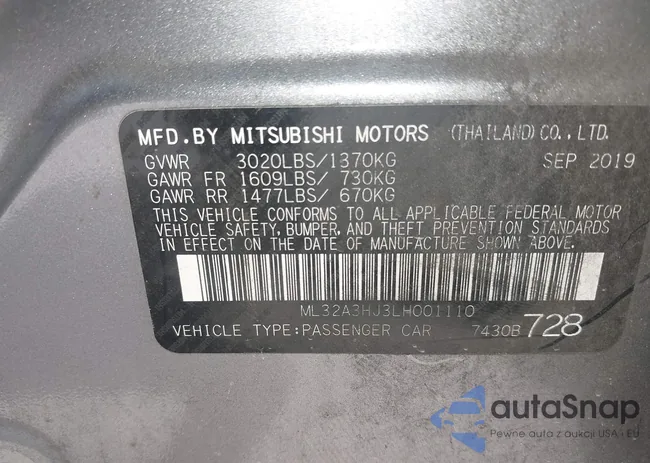 MFD. BY MITSUBISHI MOTORS (THAILAND) CO., LTD.
GVWR 3020LBS/1370KG SEP 2019
GAWR FR 1609LBS/ 730KG
GAWR RR 1477LBS/ 670KG
THIS VEHICLE CONFORMS TO ALL APPLICABLE FEDERAL MOTOR
VEHICLE SAFETY, BUMPER, AND THEFT PREVENTION STANDARDS
IN EFFECT ON THE DATE OF MANUFACTURE SHOWN ABOVE.
ML32A3HJ3LH001110
VEHICLE TYPE:PASSENGER CAR 7430B 728
autaSnap
Pewne auta z aukcji USA i EU